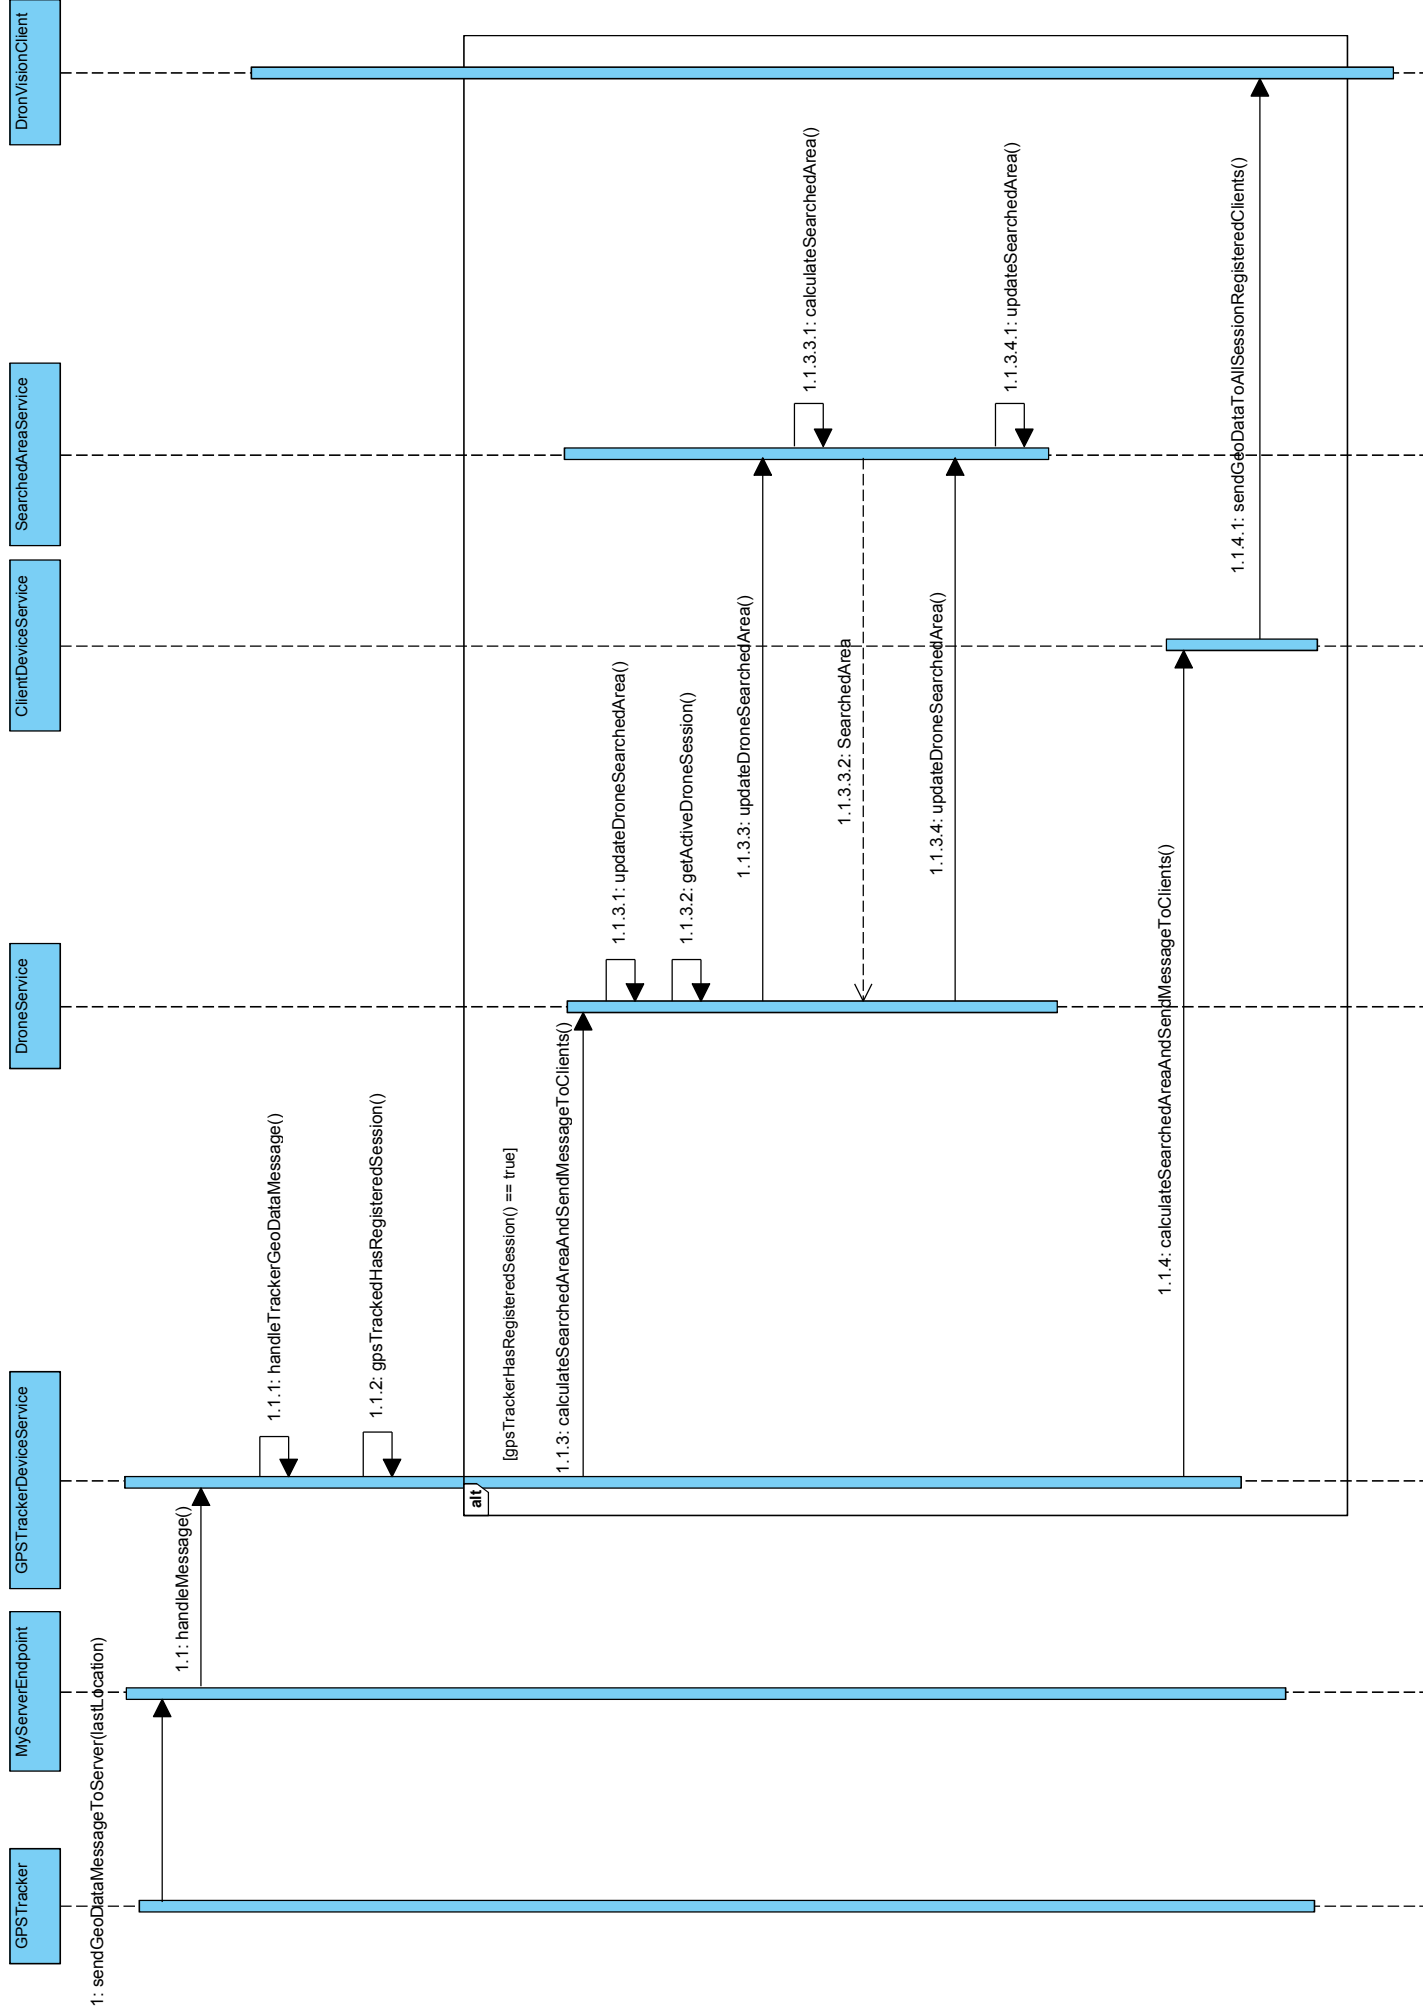 GPSTracker
MyServerEndpoint
GPSTrackerDeviceService
DroneService
ClientDeviceService
SearchedAreaService
DronVisionClient
1: sendGeoDataMessageToServer(lastLocation)
1.1: handleMessage()
1.1.1: handleTrackerGeoDataMessage()
1.1.2: gpsTrackedHasRegisteredSession()
alt
[gpsTrackerHasRegisteredSession() == true]
1.1.3: calculateSearchedAreaAndSendMessageToClients()
1.1.3.1: updateDroneSearchedArea()
1.1.3.2: getActiveDroneSession()
1.1.3.3: updateDroneSearchedArea()
1.1.3.3.1: calculateSearchedArea()
1.1.3.3.2: SearchedArea
1.1.3.4: updateDroneSearchedArea()
1.1.3.4.1: updateSearchedArea()
1.1.4: calculateSearchedAreaAndSendMessageToClients()
1.1.4.1: sendGeoDataToAllSessionRegisteredClients()